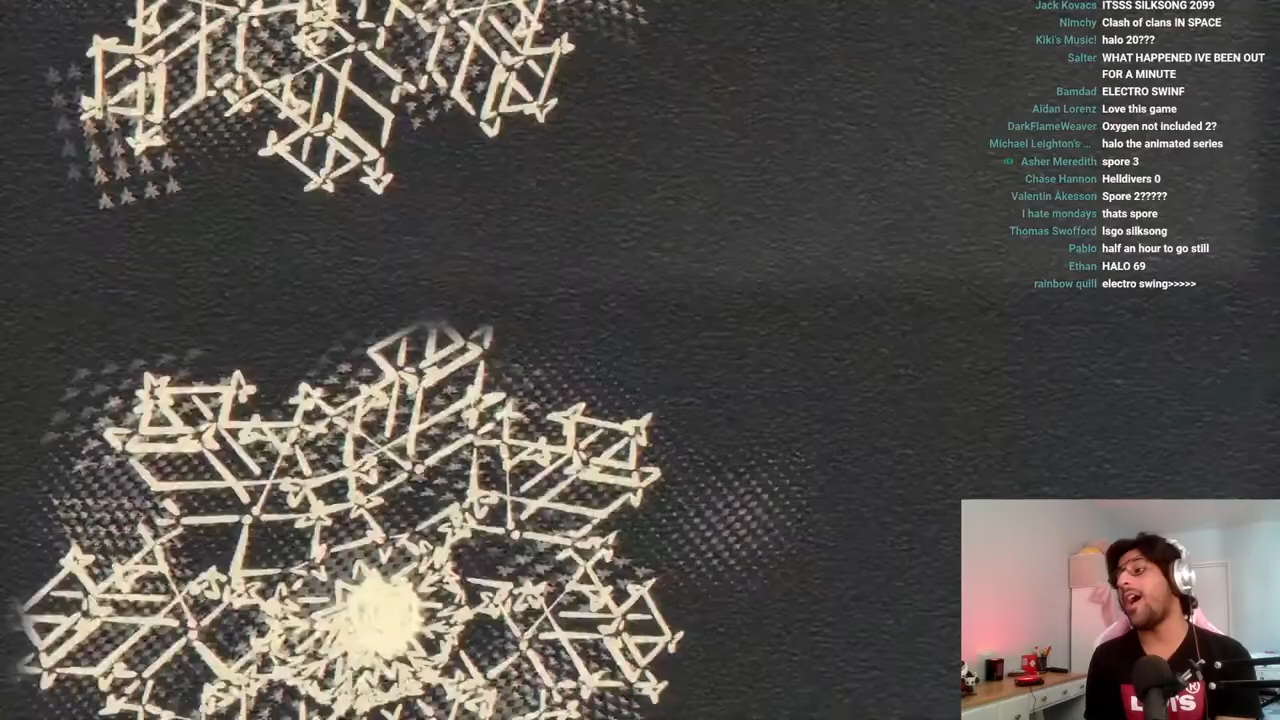 Jack Kovacs ITSSS SILKSONG 2099
Nimchy Clash of clans IN SPACE
Kiki's Music! halo 20???
Salter WHAT HAPPENED IVE BEEN OUT
FOR A MINUTE
Bamdad ELECTRO SWINF
Aidan Lorenz Love this game
DarkFlameWeaver Oxygen not included 2?
Michael Leighton's ... halo the animated series
Asher Meredith spore 3
Chase Hannon Helldivers 0
Valentin Åkesson Spore 2?????
I hate mondays thats spore
Thomas Swofford lsgo silksong
Pablo half an hour to go still
Ethan HALO 69
rainbow quill electro swing>>>>>